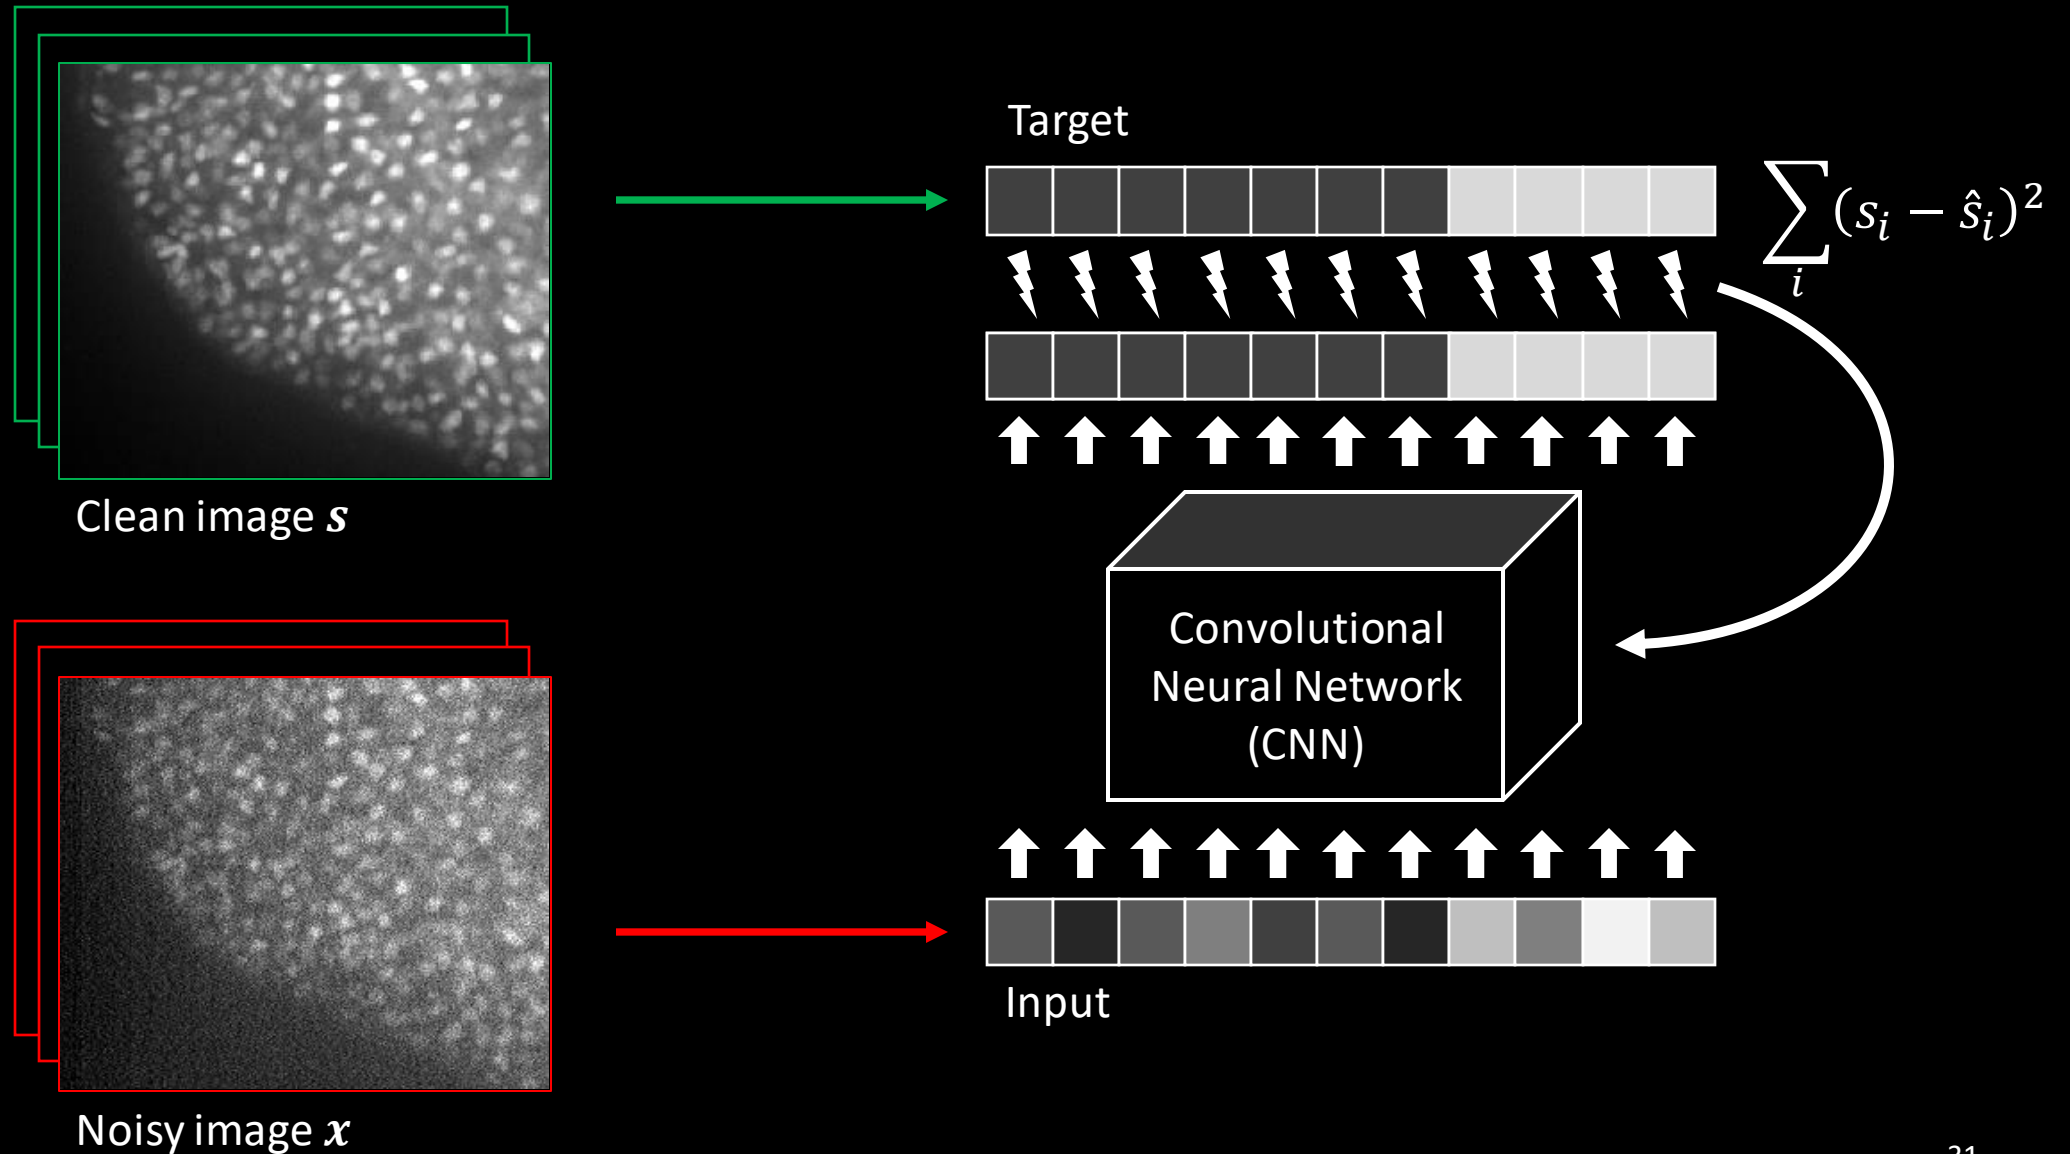 Target
∑
i
(sᵢ − ŝᵢ)²
Clean image s
Convolutional
Neural Network
(CNN)
Input
Noisy image x